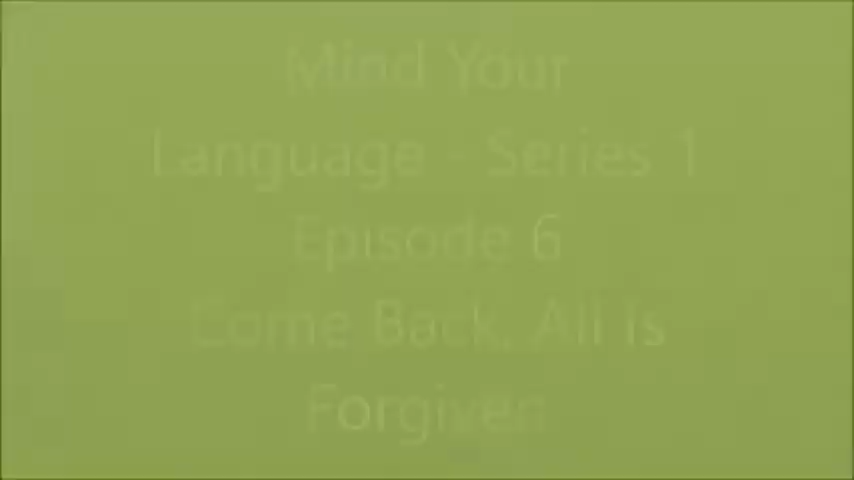 Mind Your
Language - Series 1
Episode 6
Come Back, All Is
Forgiven